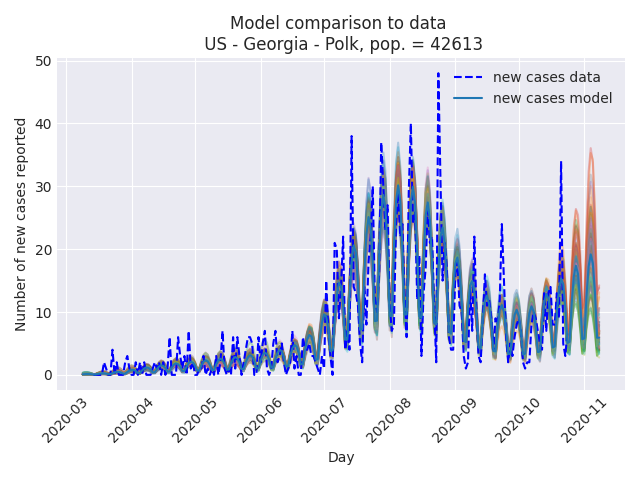 Model comparison to data
US - Georgia - Polk, pop. = 42613
Number of new cases reported
50
40
30
20
10
0
new cases data
new cases model
2020-03
2020-04
2020-05
2020-06
2020-07
2020-08
2020-09
2020-10
2020-11
Day